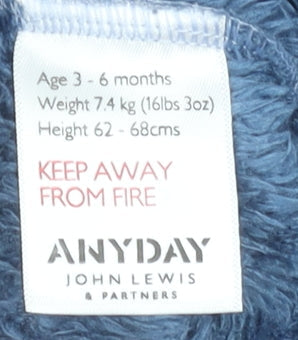 Age 3 - 6 months
Weight 7.4 kg (16lbs 3oz)
Height 62 - 68cms
KEEP AWAY
FROM FIRE
ANYDAY
JOHN LEWIS
& PARTNERS